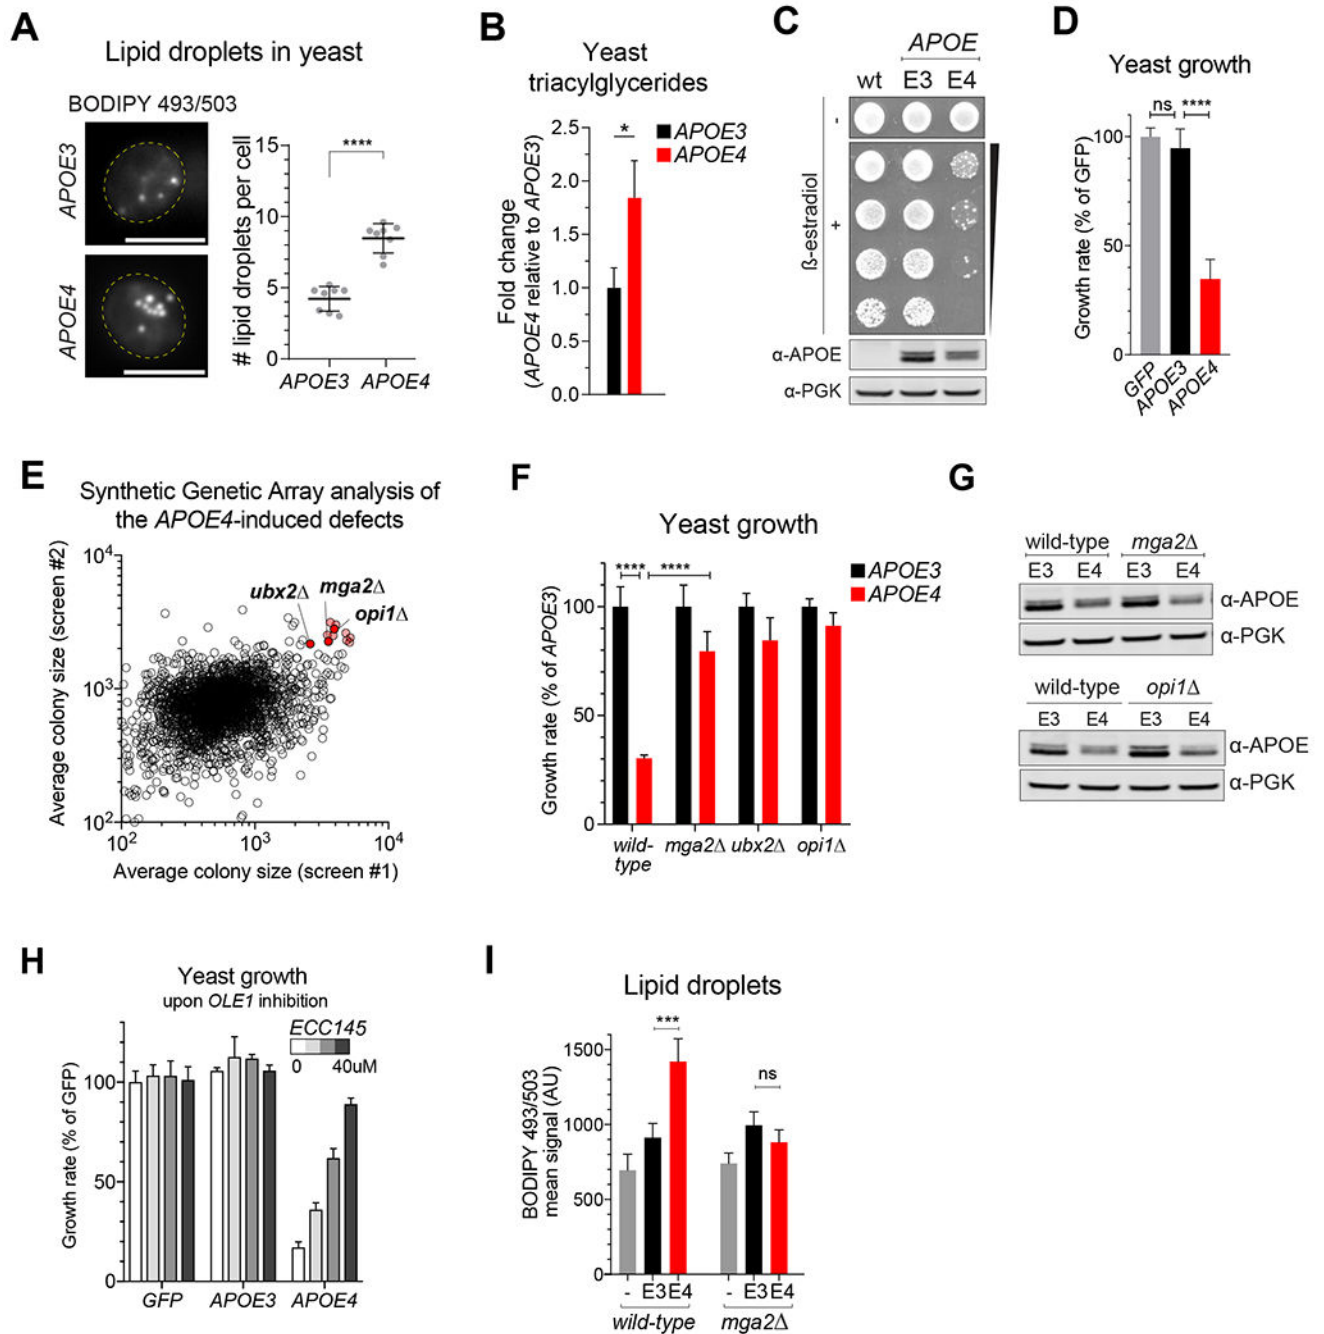 A
Lipid droplets in yeast
BODIPY 493/503
APOE3
APOE4
# lipid droplets per cell
15
10
5
0
****
APOE3 APOE4
B
Yeast
triacylglycerides
Fold change
(APOE4 relative to APOE3)
2.5
2.0
1.5
1.0
0.5
0.0
*
APOE3
APOE4
C
APOE
wt E3 E4
-
+
ß-estradiol
α-APOE
α-PGK
D
Yeast growth
Growth rate (% of GFP)
100
50
0
ns ****
GFP
APOE3
APOE4
E
Synthetic Genetic Array analysis of
the APOE4-induced defects
Average colony size (screen #2)
10⁴
10³
10²
ubx2Δ mga2Δ
opi1Δ
10² 10³ 10⁴
Average colony size (screen #1)
F
Yeast growth
Growth rate (% of APOE3)
100
50
0
**** ****
APOE3
APOE4
wild-
type
mga2Δ ubx2Δ opi1Δ
G
wild-type mga2Δ
E3 E4 E3 E4
α-APOE
α-PGK
wild-type opi1Δ
E3 E4 E3 E4
α-APOE
α-PGK
H
Yeast growth
upon OLE1 inhibition
Growth rate (% of GFP)
100
50
0
ECC145
0 40uM
GFP APOE3 APOE4
I
Lipid droplets
BODIPY 493/503
mean signal (AU)
1500
1000
500
0
***
ns
- E3 E4 - E3 E4
wild-type mga2Δ